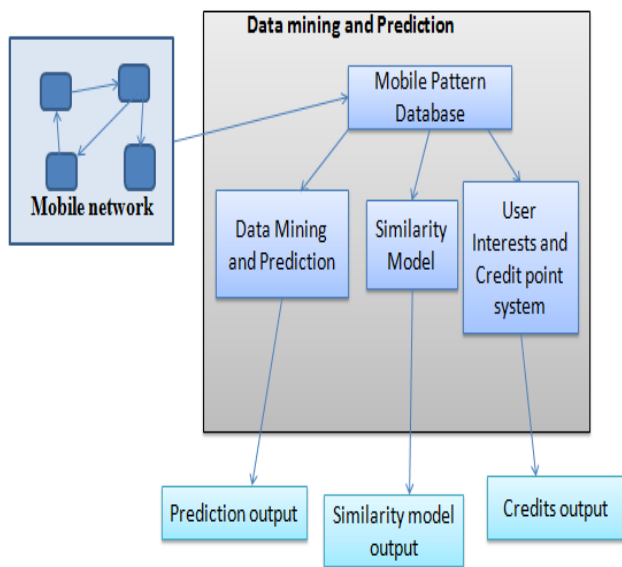 Data mining and Prediction
Mobile network
Mobile Pattern
Database
Data Mining
and Prediction
Similarity
Model
User
Interests and
Credit point
system
Prediction output
Similarity model
output
Credits output